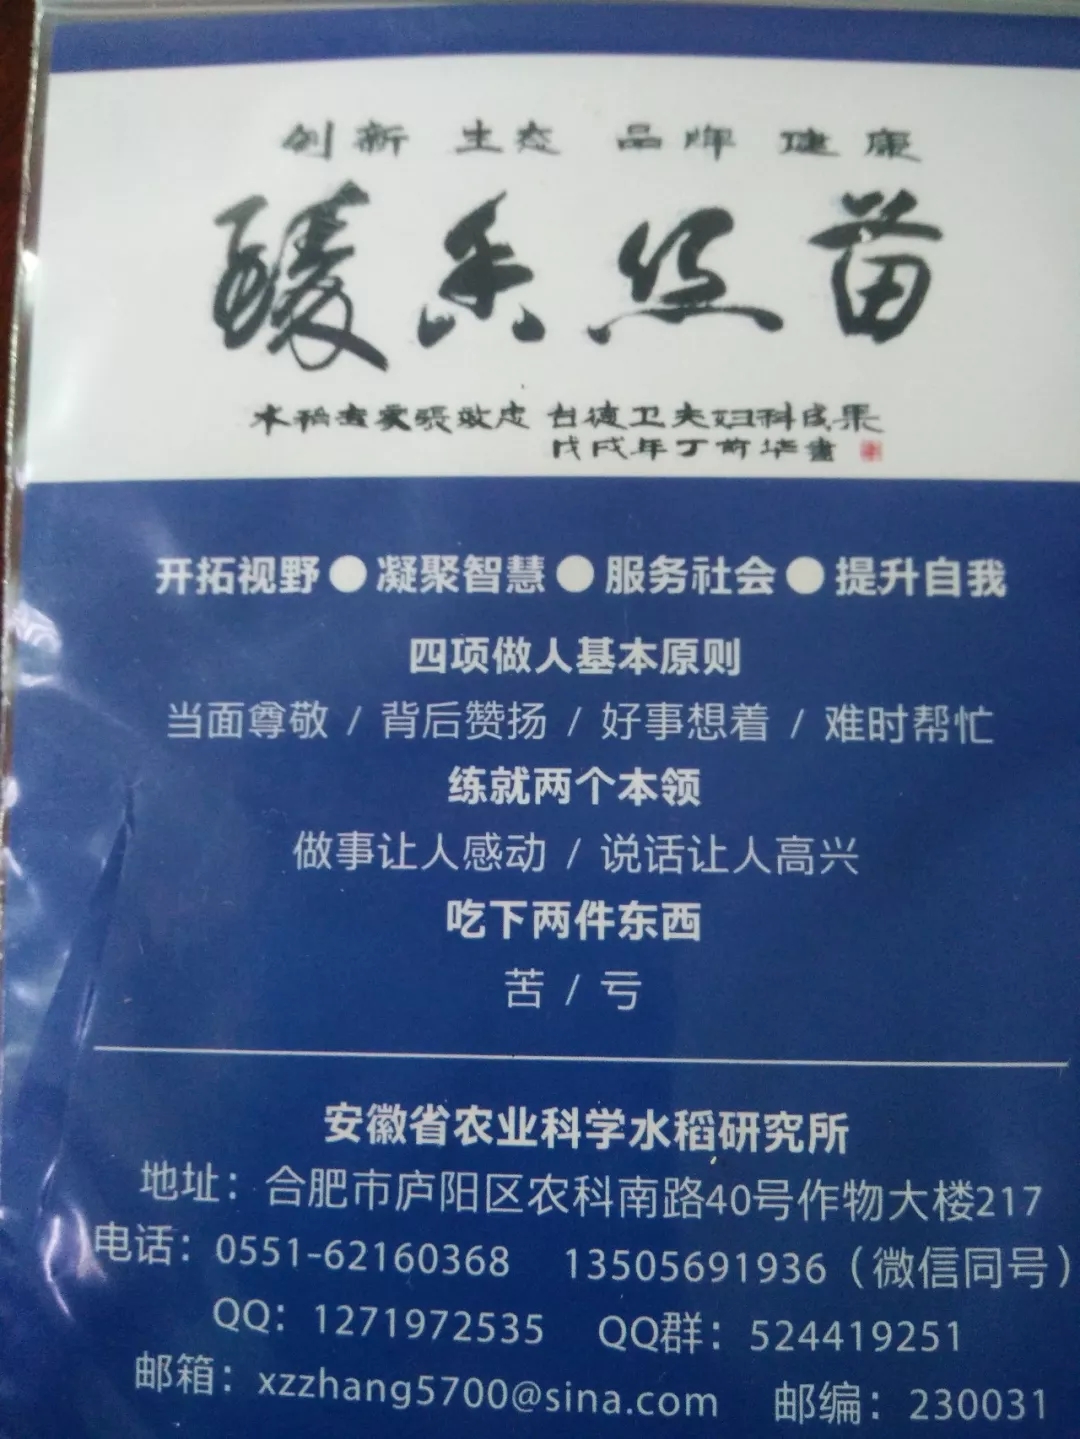 创新 生态 品牌 健康
香丝苗
水稻专家张效忠 台德卫夫妇科成果
戊戌年丁前华书
开拓视野●凝聚智慧●服务社会●提升自我
四项做人基本原则
当面尊敬 / 背后赞扬 / 好事想着 / 难时帮忙
练就两个本领
做事让人感动 / 说话让人高兴
吃下两件东西
苦 / 亏
安徽省农业科学水稻研究所
地址：合肥市庐阳区农科南路40号作物大楼217
电话：0551-62160368 13505691936（微信同号）
QQ：1271972535 QQ群：524419251
邮箱：xzzhang5700@sina.com 邮编：230031